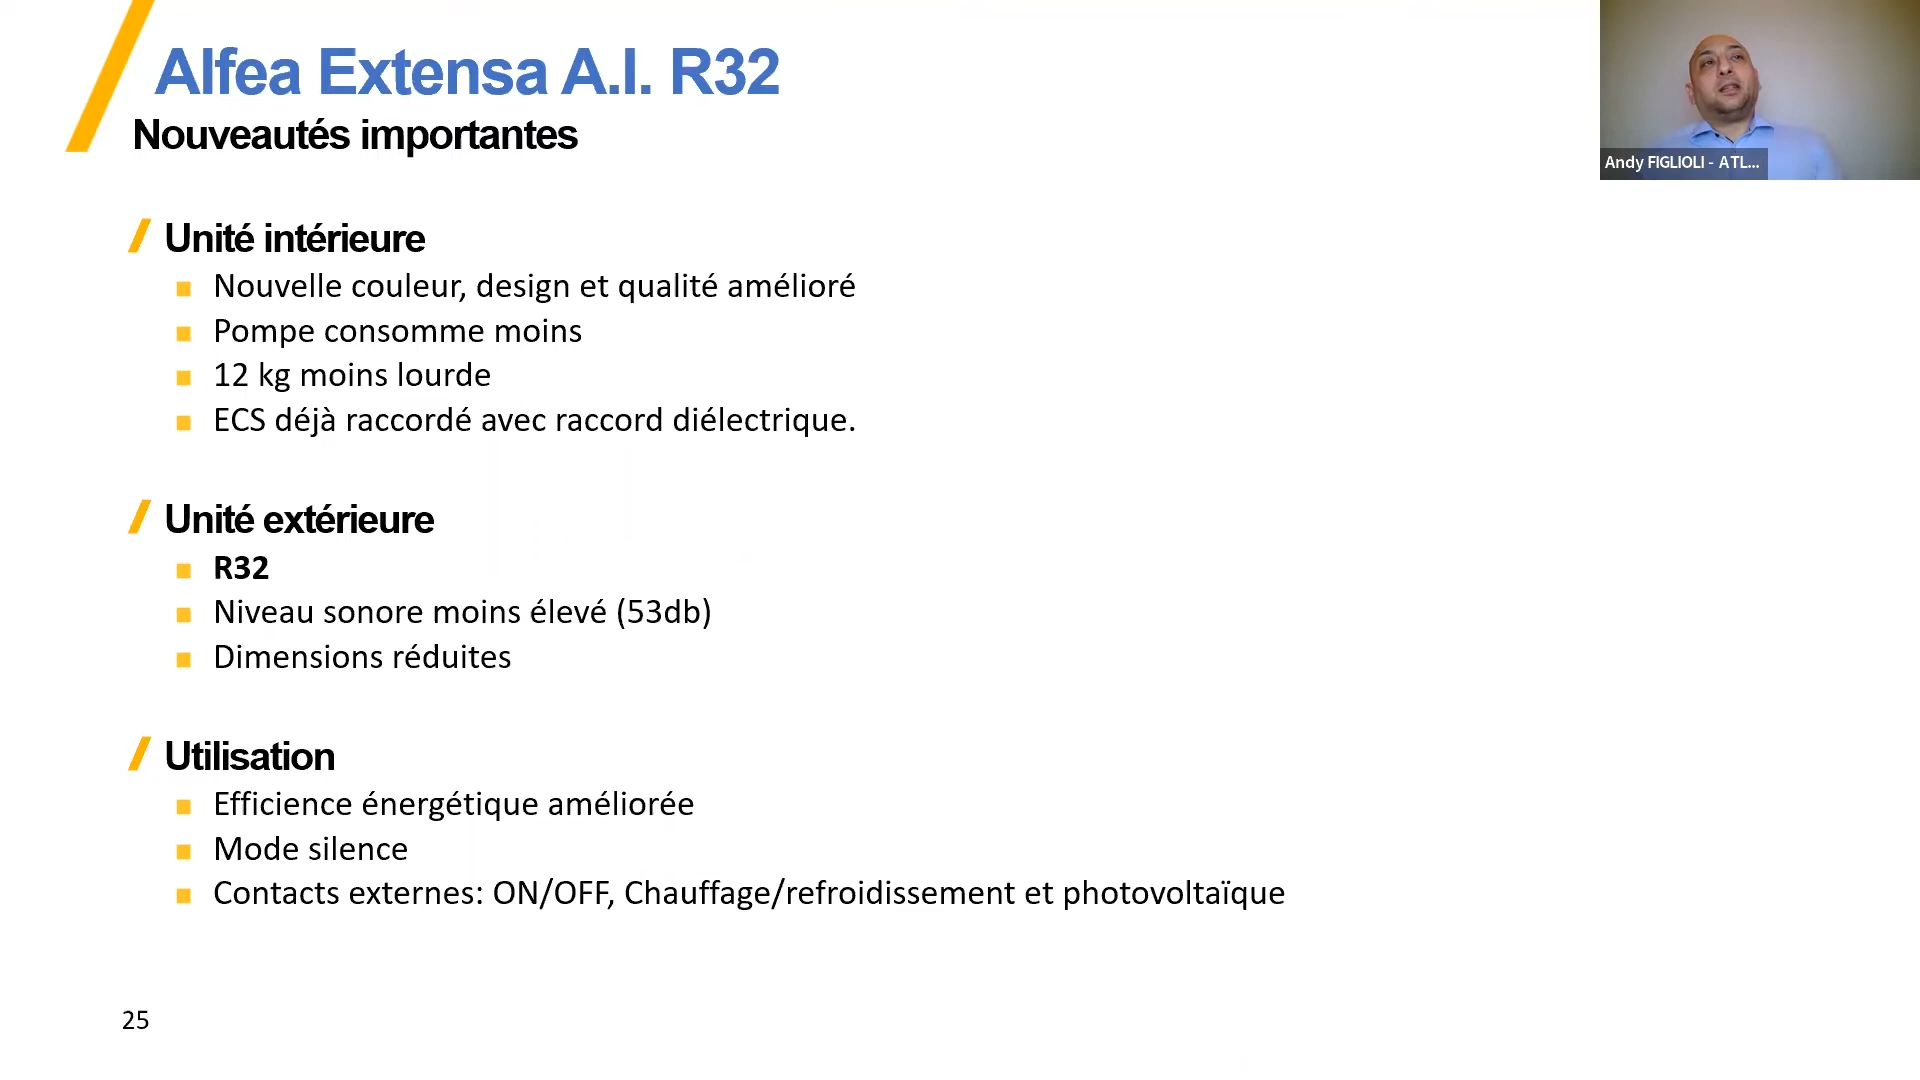 Alfea Extensa A.I. R32
Nouveautés importantes
Andy FIGLIOLI - ATL...
Unité intérieure
Nouvelle couleur, design et qualité amélioré
Pompe consomme moins
12 kg moins lourde
ECS déjà raccordé avec raccord diélectrique.
Unité extérieure
R32
Niveau sonore moins élevé (53db)
Dimensions réduites
Utilisation
Efficience énergétique améliorée
Mode silence
Contacts externes: ON/OFF, Chauffage/refroidissement et photovoltaïque
25